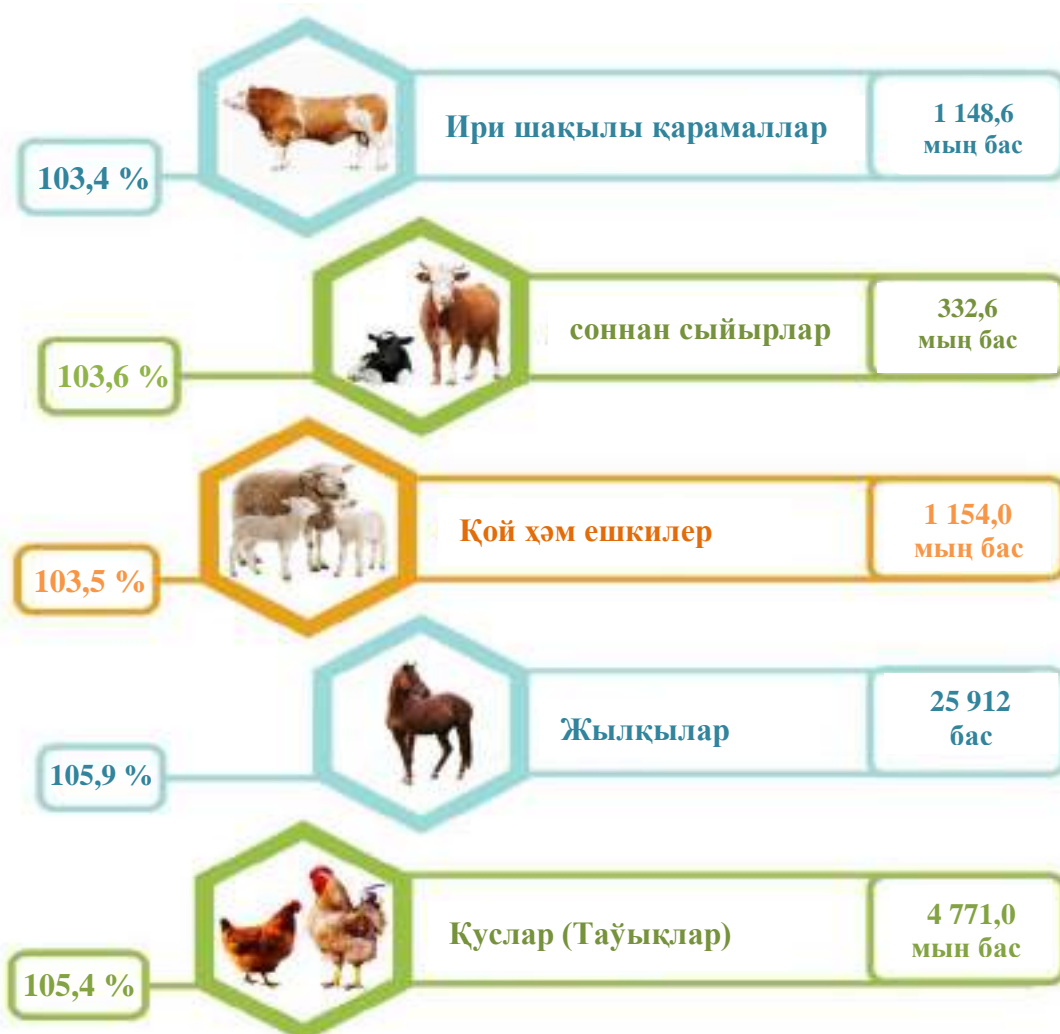 Ири шақылы қарамаллар
1 148,6
мың бас
103,4 %
соннан сыйырлар
332,6
мың бас
103,6 %
Қой ҳәм ешкилер
1 154,0
мың бас
103,5 %
Жылқылар
25 912
бас
105,9 %
Қуслар (Таўықлар)
4 771,0
мын бас
105,4 %